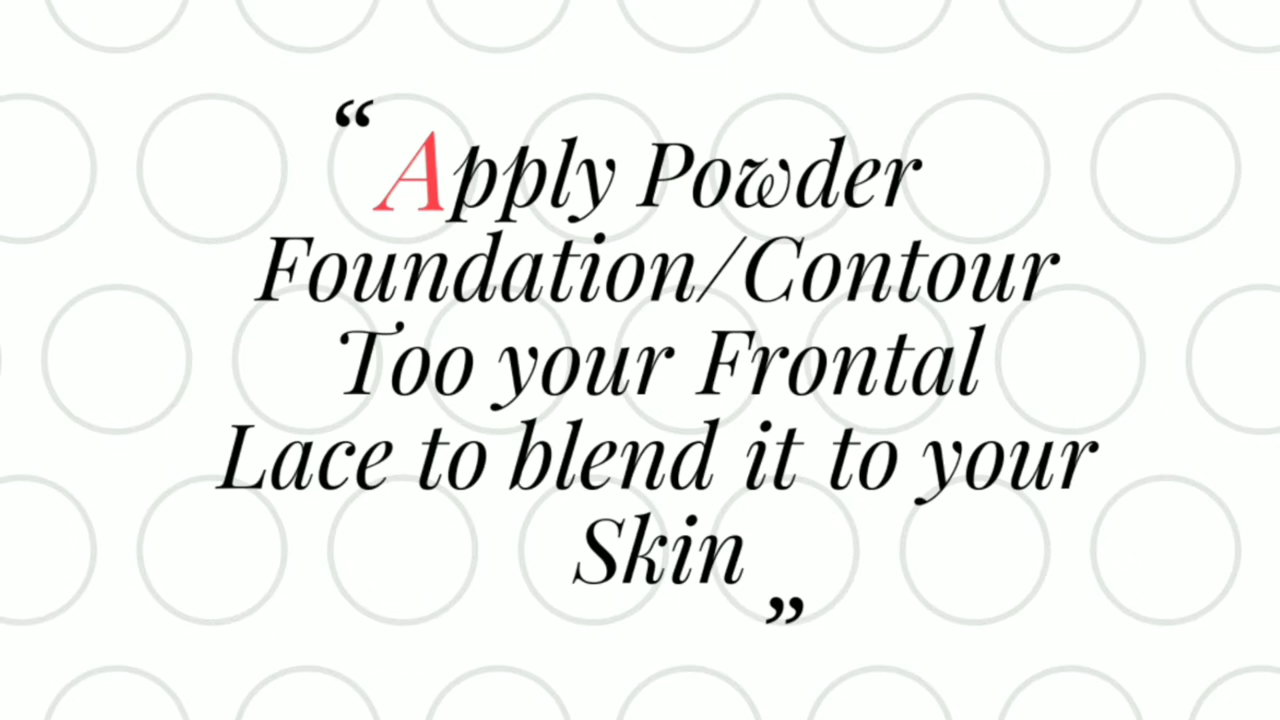 “Apply Powder
Foundation/Contour
Too your Frontal
Lace to blend it to your
Skin”